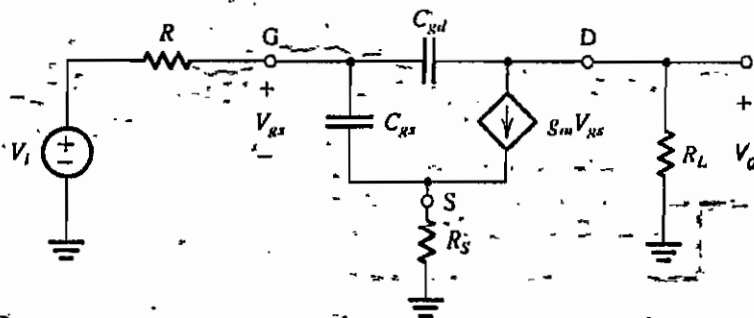 C_gd
R
G
D
+
V_gs
−
C_gs
g_m V_gs
V_i
+
−
R_L
+
V_o
S
R_S